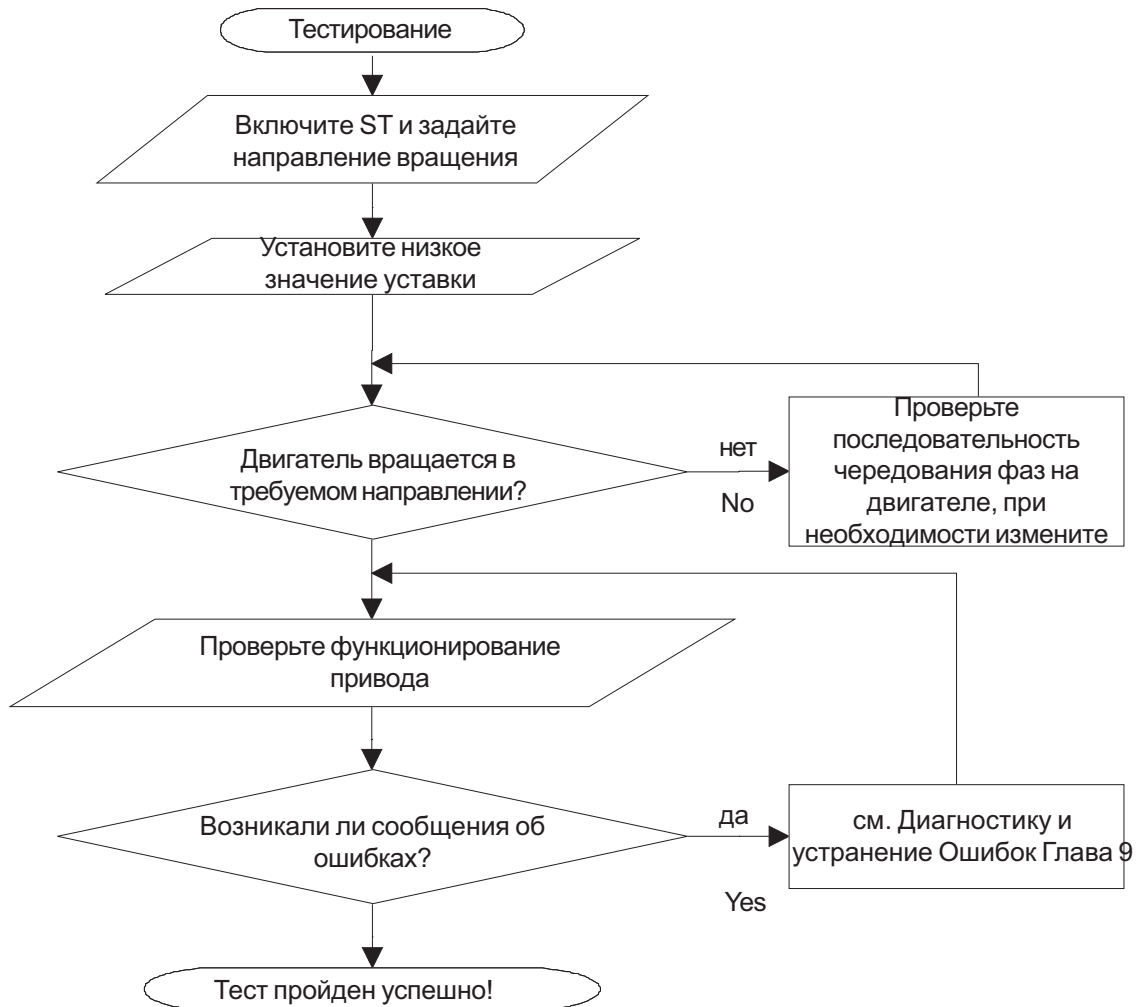 Тестирование
Включите ST и задайте
направление вращения
Установите низкое
значение уставки
Двигатель вращается в
требуемом направлении?
нет
No
Проверьте
последовательность
чередования фаз на
двигателе, при
необходимости измените
Проверьте функционирование
привода
Возникали ли сообщения об
ошибках?
да
Yes
см. Диагностику и
устранение Ошибок Глава 9
Тест пройден успешно!